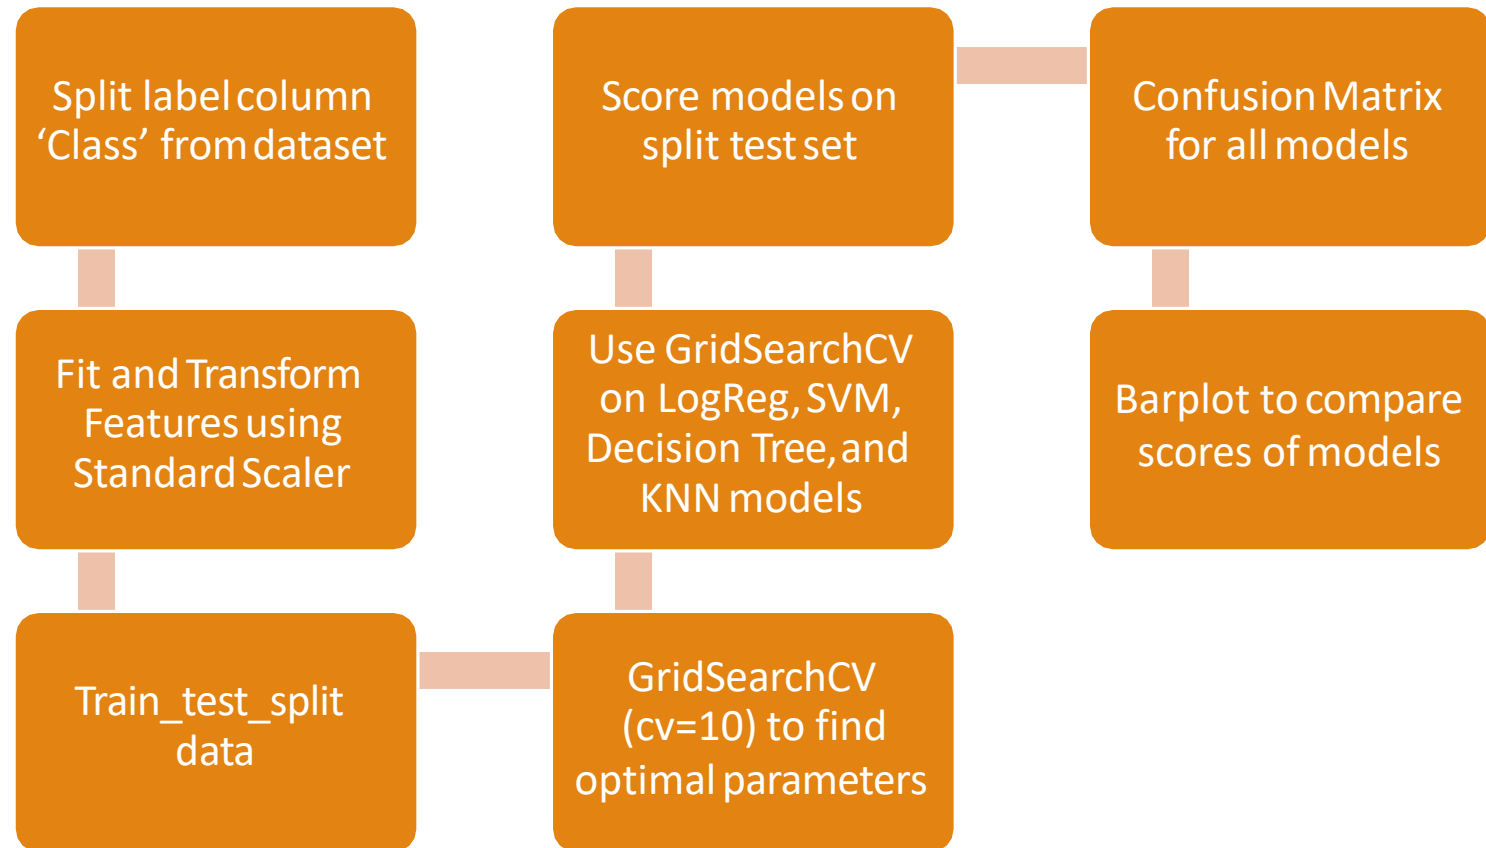 Split label column
‘Class’ from dataset
Fit and Transform
Features using
Standard Scaler
Train_test_split
data
GridSearchCV
(cv=10) to find
optimal parameters
Use GridSearchCV
on LogReg, SVM,
Decision Tree, and
KNN models
Score models on
split test set
Confusion Matrix
for all models
Barplot to compare
scores of models